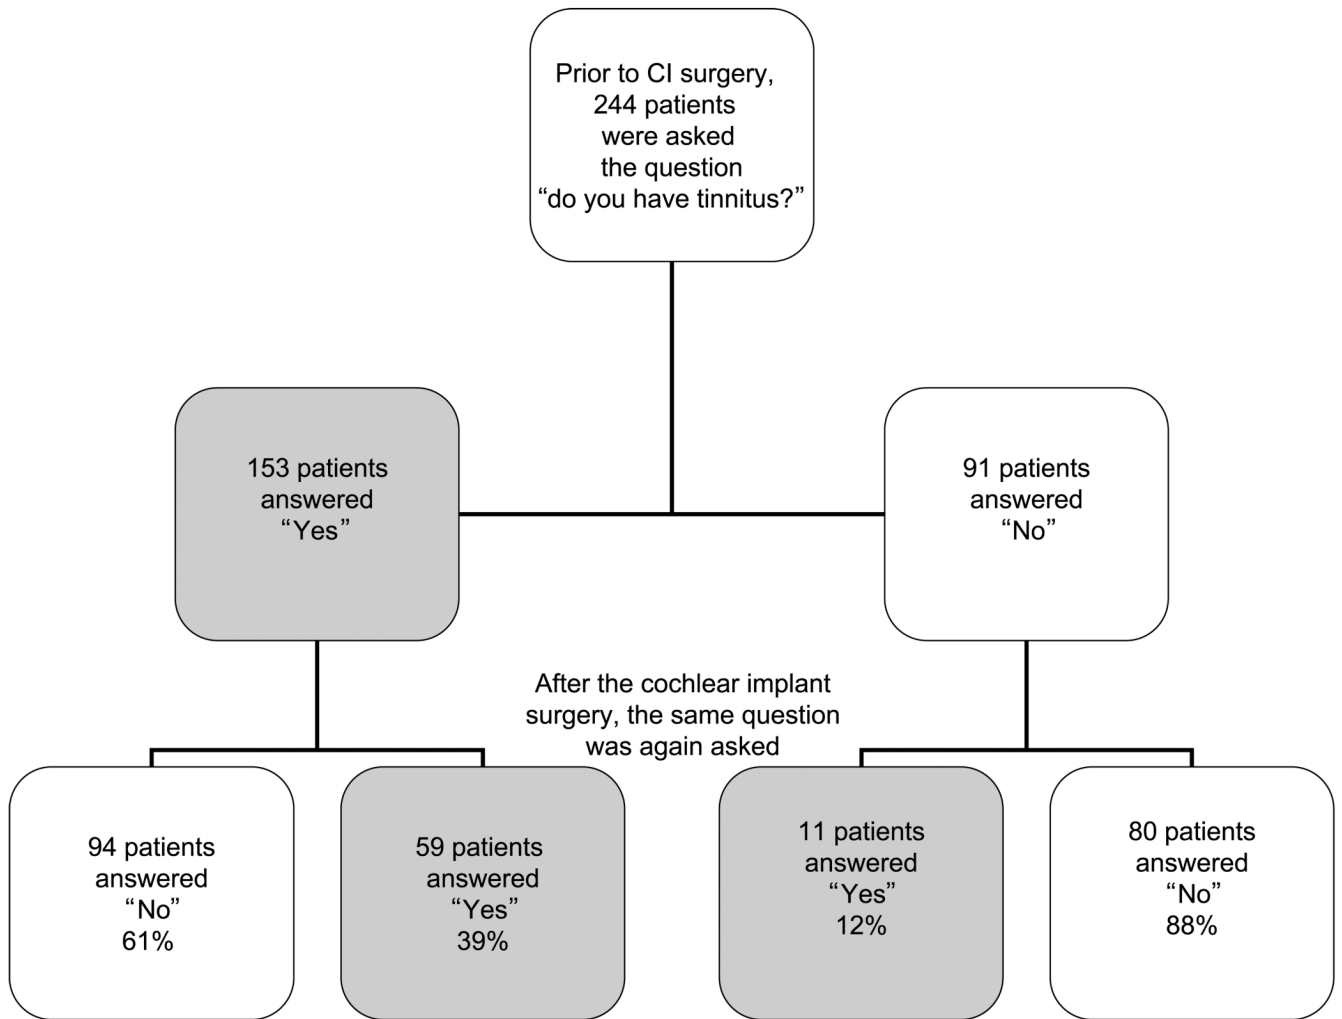 Prior to CI surgery,
244 patients
were asked
the question
“do you have tinnitus?”
153 patients
answered
“Yes”
91 patients
answered
“No”
After the cochlear implant
surgery, the same question
was again asked
94 patients
answered
“No”
61%
59 patients
answered
“Yes”
39%
11 patients
answered
“Yes”
12%
80 patients
answered
“No”
88%